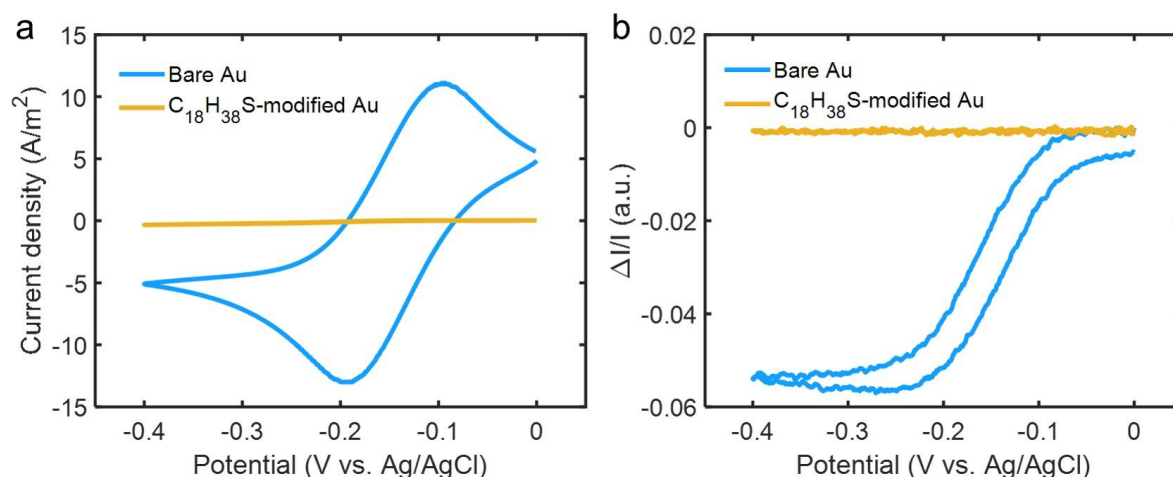 a
15
10
5
0
-5
-10
-15
-0.4 -0.3 -0.2 -0.1 0
Current density (A/m²)
Potential (V vs. Ag/AgCl)
Bare Au
C₁₈H₃₈S-modified Au
b
0.02
0
-0.02
-0.04
-0.06
-0.4 -0.3 -0.2 -0.1 0
ΔI/I (a.u.)
Potential (V vs. Ag/AgCl)
Bare Au
C₁₈H₃₈S-modified Au